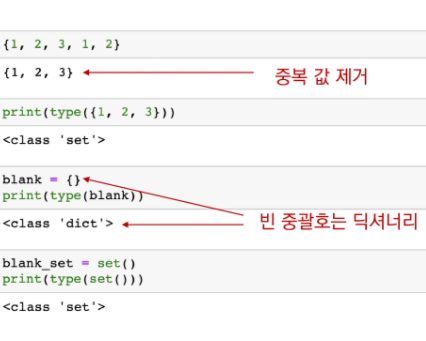 {1, 2, 3, 1, 2}
{1, 2, 3}
중복 값 제거
print(type({1, 2, 3}))
<class 'set'>
blank = {}
print(type(blank))
<class 'dict'>
빈 중괄호는 딕셔너리
blank_set = set()
print(type(set()))
<class 'set'>